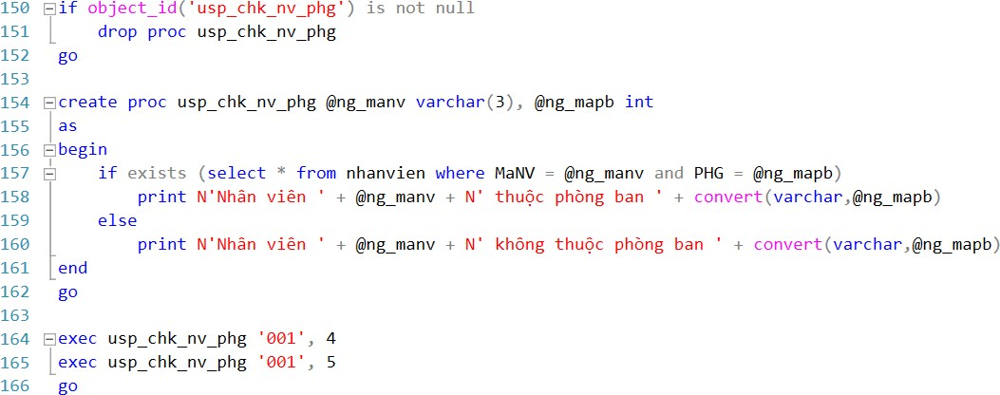 150 if object_id('usp_chk_nv_phg') is not null
151     drop proc usp_chk_nv_phg
152 go
153
154 create proc usp_chk_nv_phg @ng_manv varchar(3), @ng_mapb int
155 as
156 begin
157     if exists (select * from nhanvien where MaNV = @ng_manv and PHG = @ng_mapb)
158         print N'Nhân viên ' + @ng_manv + N' thuộc phòng ban ' + convert(varchar,@ng_mapb)
159     else
160         print N'Nhân viên ' + @ng_manv + N' không thuộc phòng ban ' + convert(varchar,@ng_mapb)
161 end
162 go
163
164 exec usp_chk_nv_phg '001', 4
165 exec usp_chk_nv_phg '001', 5
166 go